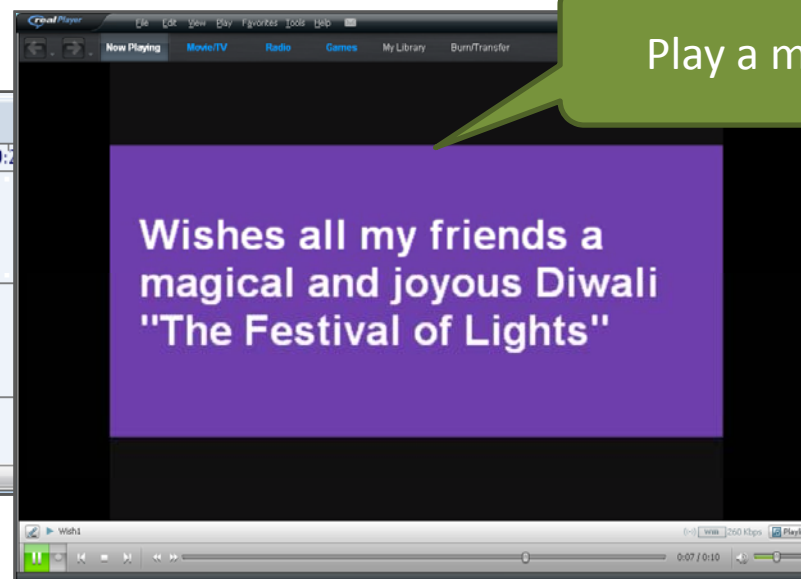 Play a m
realPlayer
File Edit View Play Favorites Tools Help
Now Playing Movie/TV Radio Games My Library Burn/Transfer
Wishes all my friends a
magical and joyous Diwali
"The Festival of Lights"
Wish1
260 Kbps
0:07 / 0:10